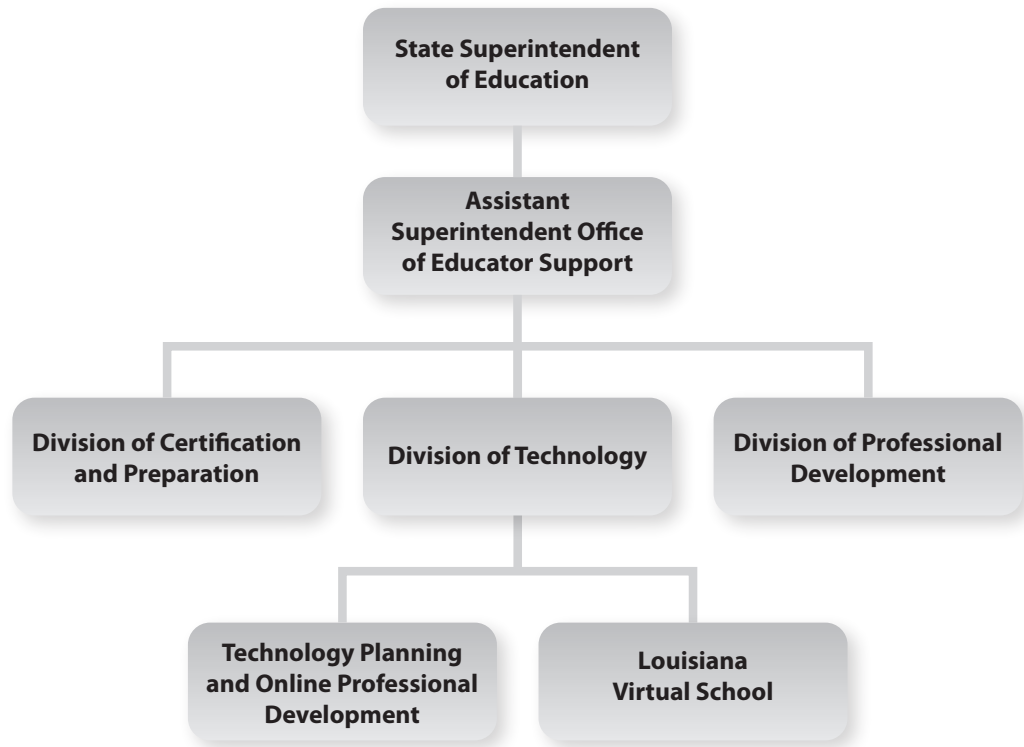 State Superintendent
of Education
Assistant
Superintendent Office
of Educator Support
Division of Certification
and Preparation
Division of Technology
Division of Professional
Development
Technology Planning
and Online Professional
Development
Louisiana
Virtual School